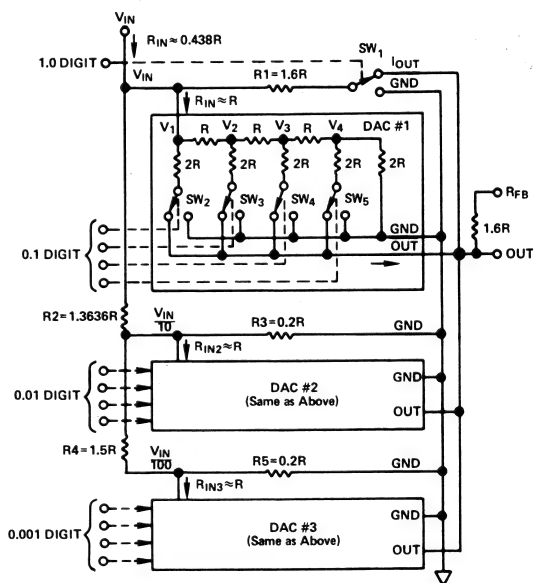 V_IN
R_IN≈0.438R
1.0 DIGIT
V_IN
R1=1.6R
SW_1
I_OUT
GND
R_IN≈R
V_1 R V_2 R V_3 R V_4 DAC #1
2R 2R 2R 2R 2R
SW_2 SW_3 SW_4 SW_5
GND
OUT
0.1 DIGIT
R_FB
1.6R
OUT
R2=1.3636R
V_IN
10
R3=0.2R
GND
R_IN2≈R
0.01 DIGIT
DAC #2
(Same as Above)
GND
OUT
R4=1.5R
V_IN
100
R5=0.2R
GND
R_IN3≈R
0.001 DIGIT
DAC #3
(Same as Above)
GND
OUT